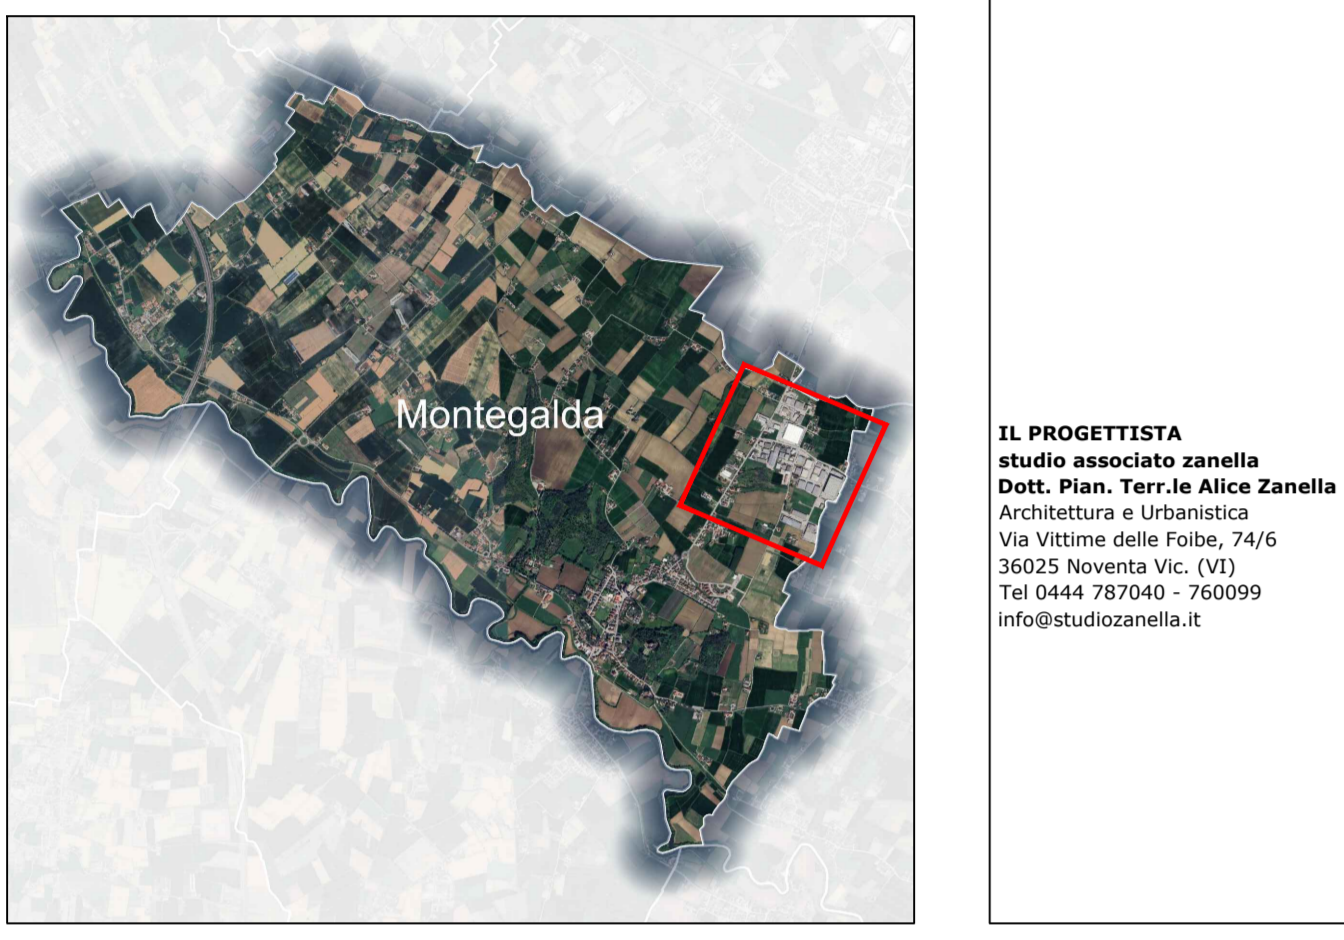 Montegalda
IL PROGETTISTA
studio associato zanella
Dott. Pian. Terr.le Alice Zanella
Architettura e Urbanistica
Via Vittime delle Foibe, 74/6
36025 Noventa Vic. (VI)
Tel 0444 787040 - 760099
info@studiozanella.it